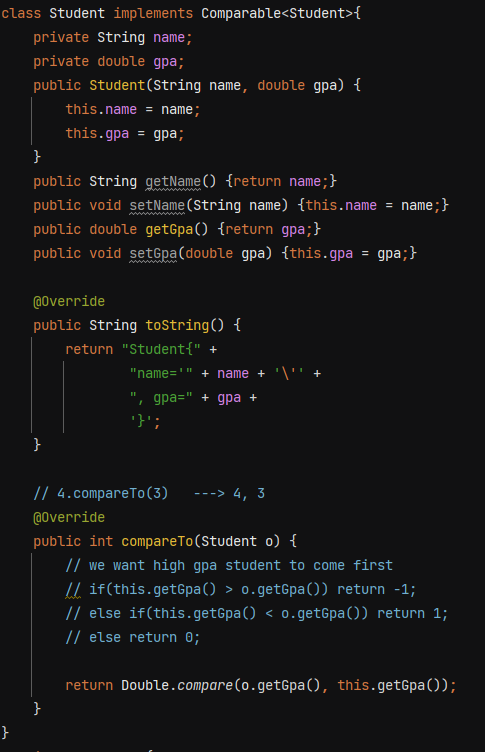 class Student implements Comparable<Student>{
    private String name;
    private double gpa;
    public Student(String name, double gpa) {
        this.name = name;
        this.gpa = gpa;
    }
    public String getName() {return name;}
    public void setName(String name) {this.name = name;}
    public double getGpa() {return gpa;}
    public void setGpa(double gpa) {this.gpa = gpa;}

    @Override
    public String toString() {
        return "Student{" +
                "name='" + name + '\'' +
                ", gpa=" + gpa +
                '}';
    }

    // 4.compareTo(3)   ---> 4, 3
    @Override
    public int compareTo(Student o) {
        // we want high gpa student to come first
        // if(this.getGpa() > o.getGpa()) return -1;
        // else if(this.getGpa() < o.getGpa()) return 1;
        // else return 0;

        return Double.compare(o.getGpa(), this.getGpa());
    }
}